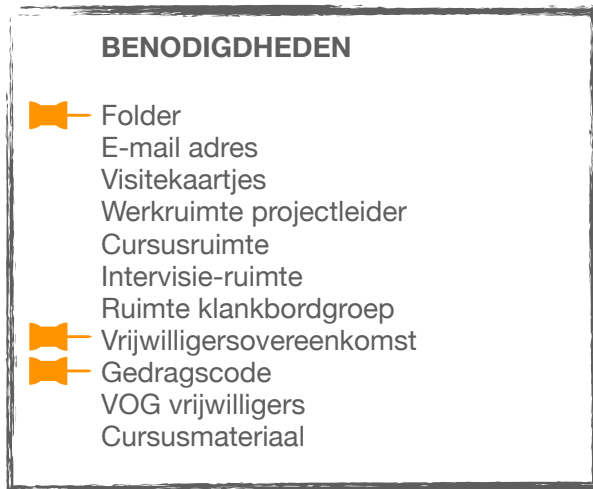 BENODIGDHEDEN
Folder
E-mail adres
Visitekaartjes
Werkruimte projectleider
Cursusruimte
Intervisie-ruimte
Ruimte klankbordgroep
Vrijwilligersovereenkomst
Gedragscode
VOG vrijwilligers
Cursusmateriaal